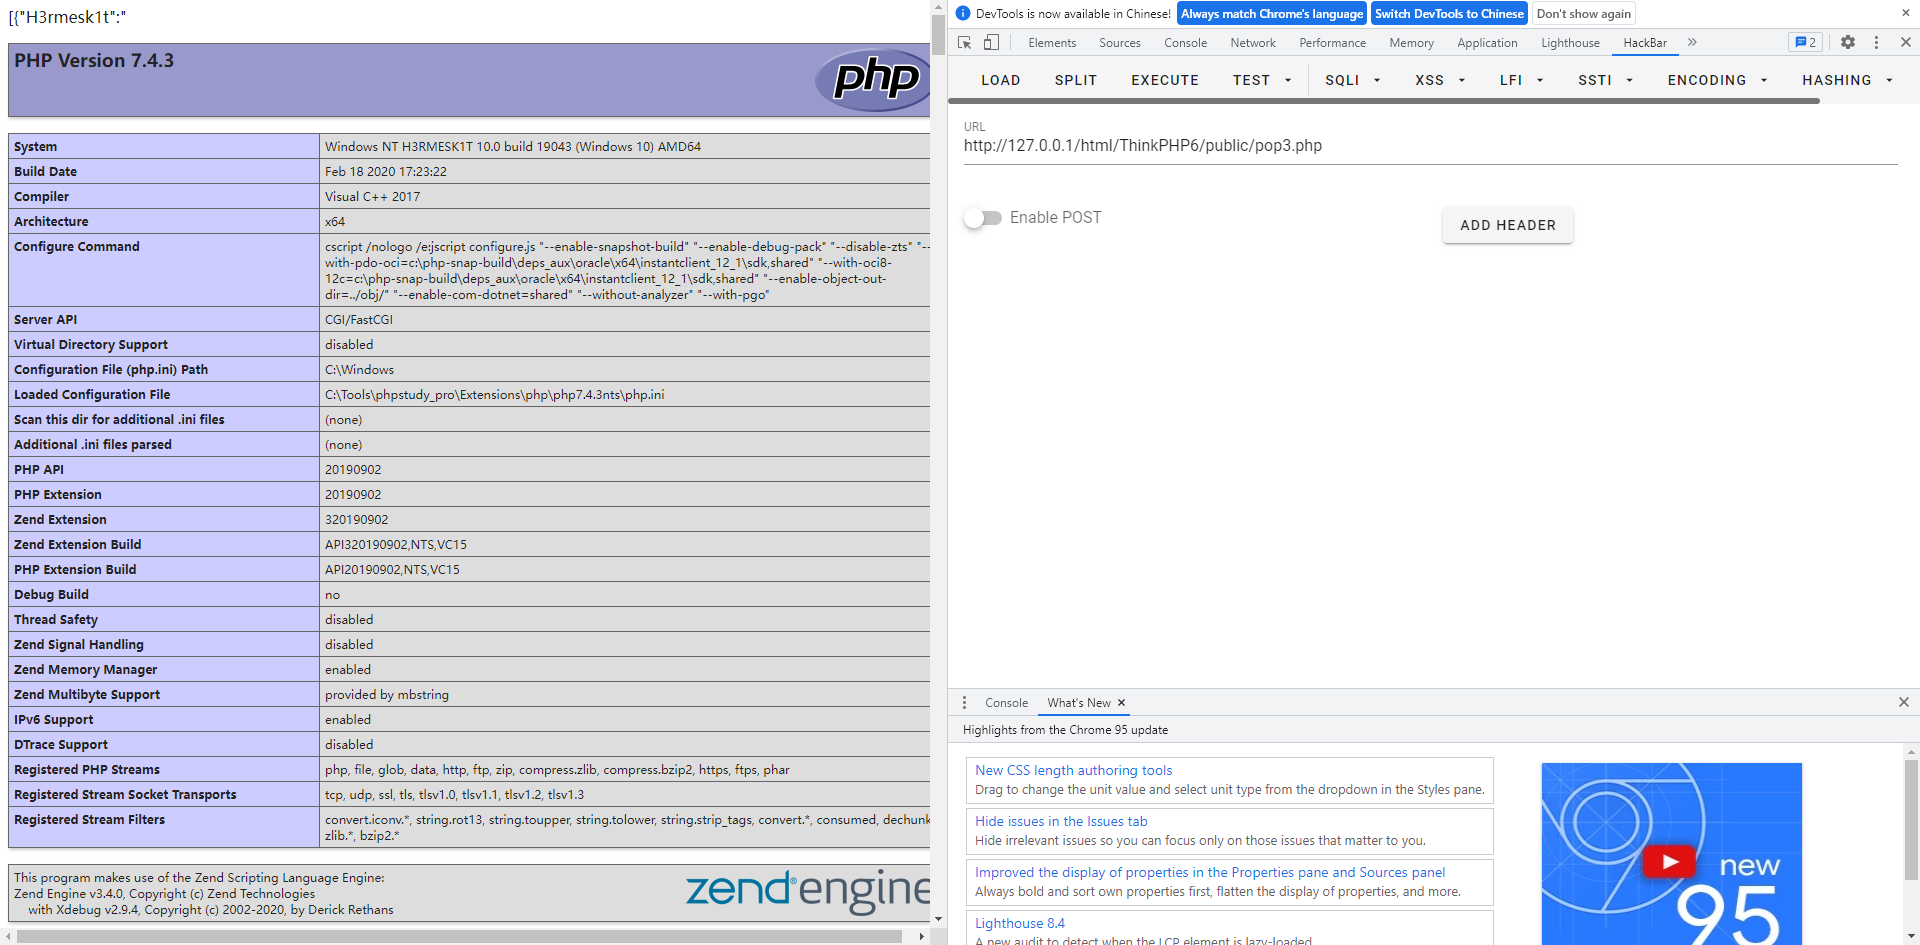 [{"H3rmesk1t":"
PHP Version 7.4.3
php
System Windows NT H3RMESK1T 10.0 build 19043 (Windows 10) AMD64
Build Date Feb 18 2020 17:23:22
Compiler Visual C++ 2017
Architecture x64
Configure Command cscript /nologo /e:jscript configure.js "--enable-snapshot-build" "--enable-debug-pack" "--disable-zts" "--
with-pdo-oci=c:\php-snap-build\deps_aux\oracle\x64\instantclient_12_1\sdk,shared" "--with-oci8-
12c=c:\php-snap-build\deps_aux\oracle\x64\instantclient_12_1\sdk,shared" "--enable-object-out-
dir=../obj/" "--enable-com-dotnet=shared" "--without-analyzer" "--with-pgo"
Server API CGI/FastCGI
Virtual Directory Support disabled
Configuration File (php.ini) Path C:\Windows
Loaded Configuration File C:\Tools\phpstudy_pro\Extensions\php\php7.4.3nts\php.ini
Scan this dir for additional .ini files (none)
Additional .ini files parsed (none)
PHP API 20190902
PHP Extension 20190902
Zend Extension 320190902
Zend Extension Build API320190902,NTS,VC15
PHP Extension Build API20190902,NTS,VC15
Debug Build no
Thread Safety disabled
Zend Signal Handling disabled
Zend Memory Manager enabled
Zend Multibyte Support provided by mbstring
IPv6 Support enabled
DTrace Support disabled
Registered PHP Streams php, file, glob, data, http, ftp, zip, compress.zlib, compress.bzip2, https, ftps, phar
Registered Stream Socket Transports tcp, udp, ssl, tls, tlsv1.0, tlsv1.1, tlsv1.2, tlsv1.3
Registered Stream Filters convert.iconv.*, string.rot13, string.toupper, string.tolower, string.strip_tags, convert.*, consumed, dechunk
zlib.*, bzip2.*
This program makes use of the Zend Scripting Language Engine:
Zend Engine v3.4.0, Copyright (c) Zend Technologies
with Xdebug v2.9.4, Copyright (c) 2002-2020, by Derick Rethans
zend engine
DevTools is now available in Chinese! Always match Chrome's language Switch DevTools to Chinese Don't show again
Elements Sources Console Network Performance Memory Application Lighthouse HackBar 2
LOAD SPLIT EXECUTE TEST SQLI XSS LFI SSTI ENCODING HASHING
URL
http://127.0.0.1/html/ThinkPHP6/public/pop3.php
Enable POST ADD HEADER
Console What's New
Highlights from the Chrome 95 update
New CSS length authoring tools
Drag to change the unit value and select unit type from the dropdown in the Styles pane.
Hide issues in the Issues tab
Hide irrelevant issues so you can focus only on those issues that matter to you.
Improved the display of properties in the Properties pane and Sources panel
Always bold and sort own properties first, flatten the display of properties, and more.
Lighthouse 8.4
A new audit to detect when the LCP element is lazy-loaded
new
95